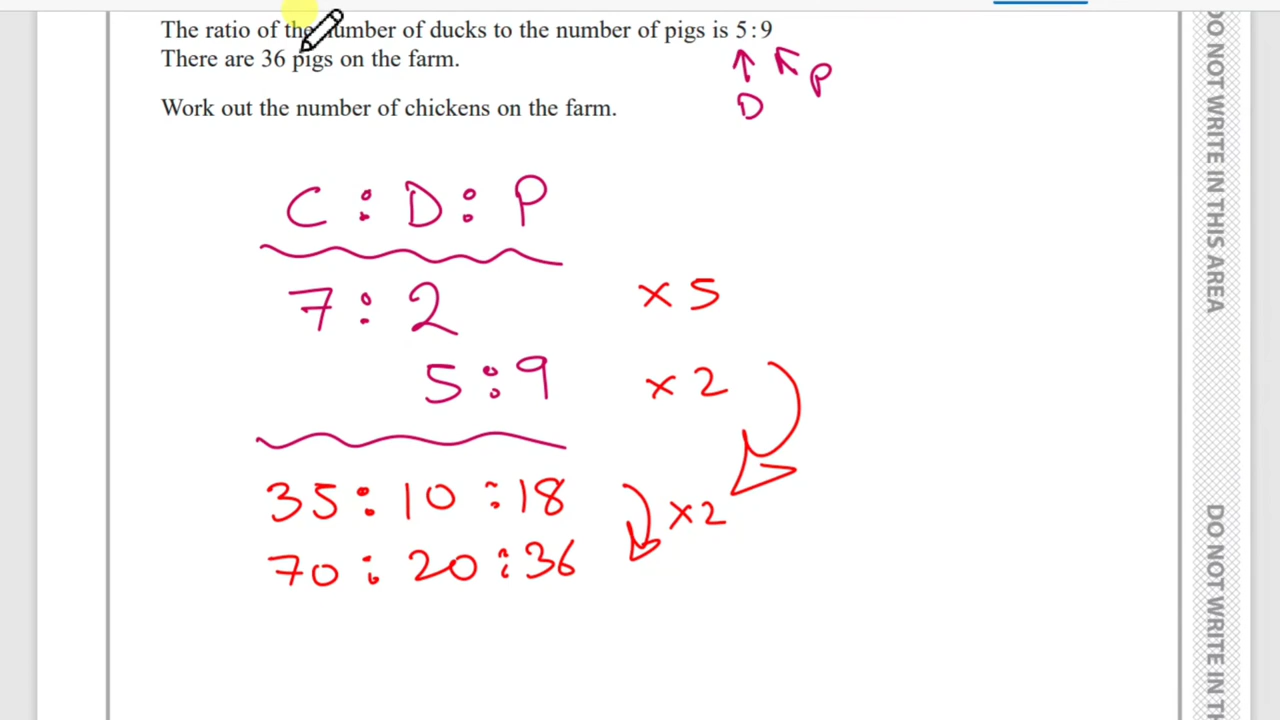 The ratio of the number of ducks to the number of pigs is 5 : 9
There are 36 pigs on the farm.
D
P
Work out the number of chickens on the farm.
C : D : P
7 : 2
× 5
5 : 9
× 2
35 : 10 : 18
× 2
70 : 20 : 36
DO NOT WRITE IN THIS AREA
DO NOT WRITE IN TH